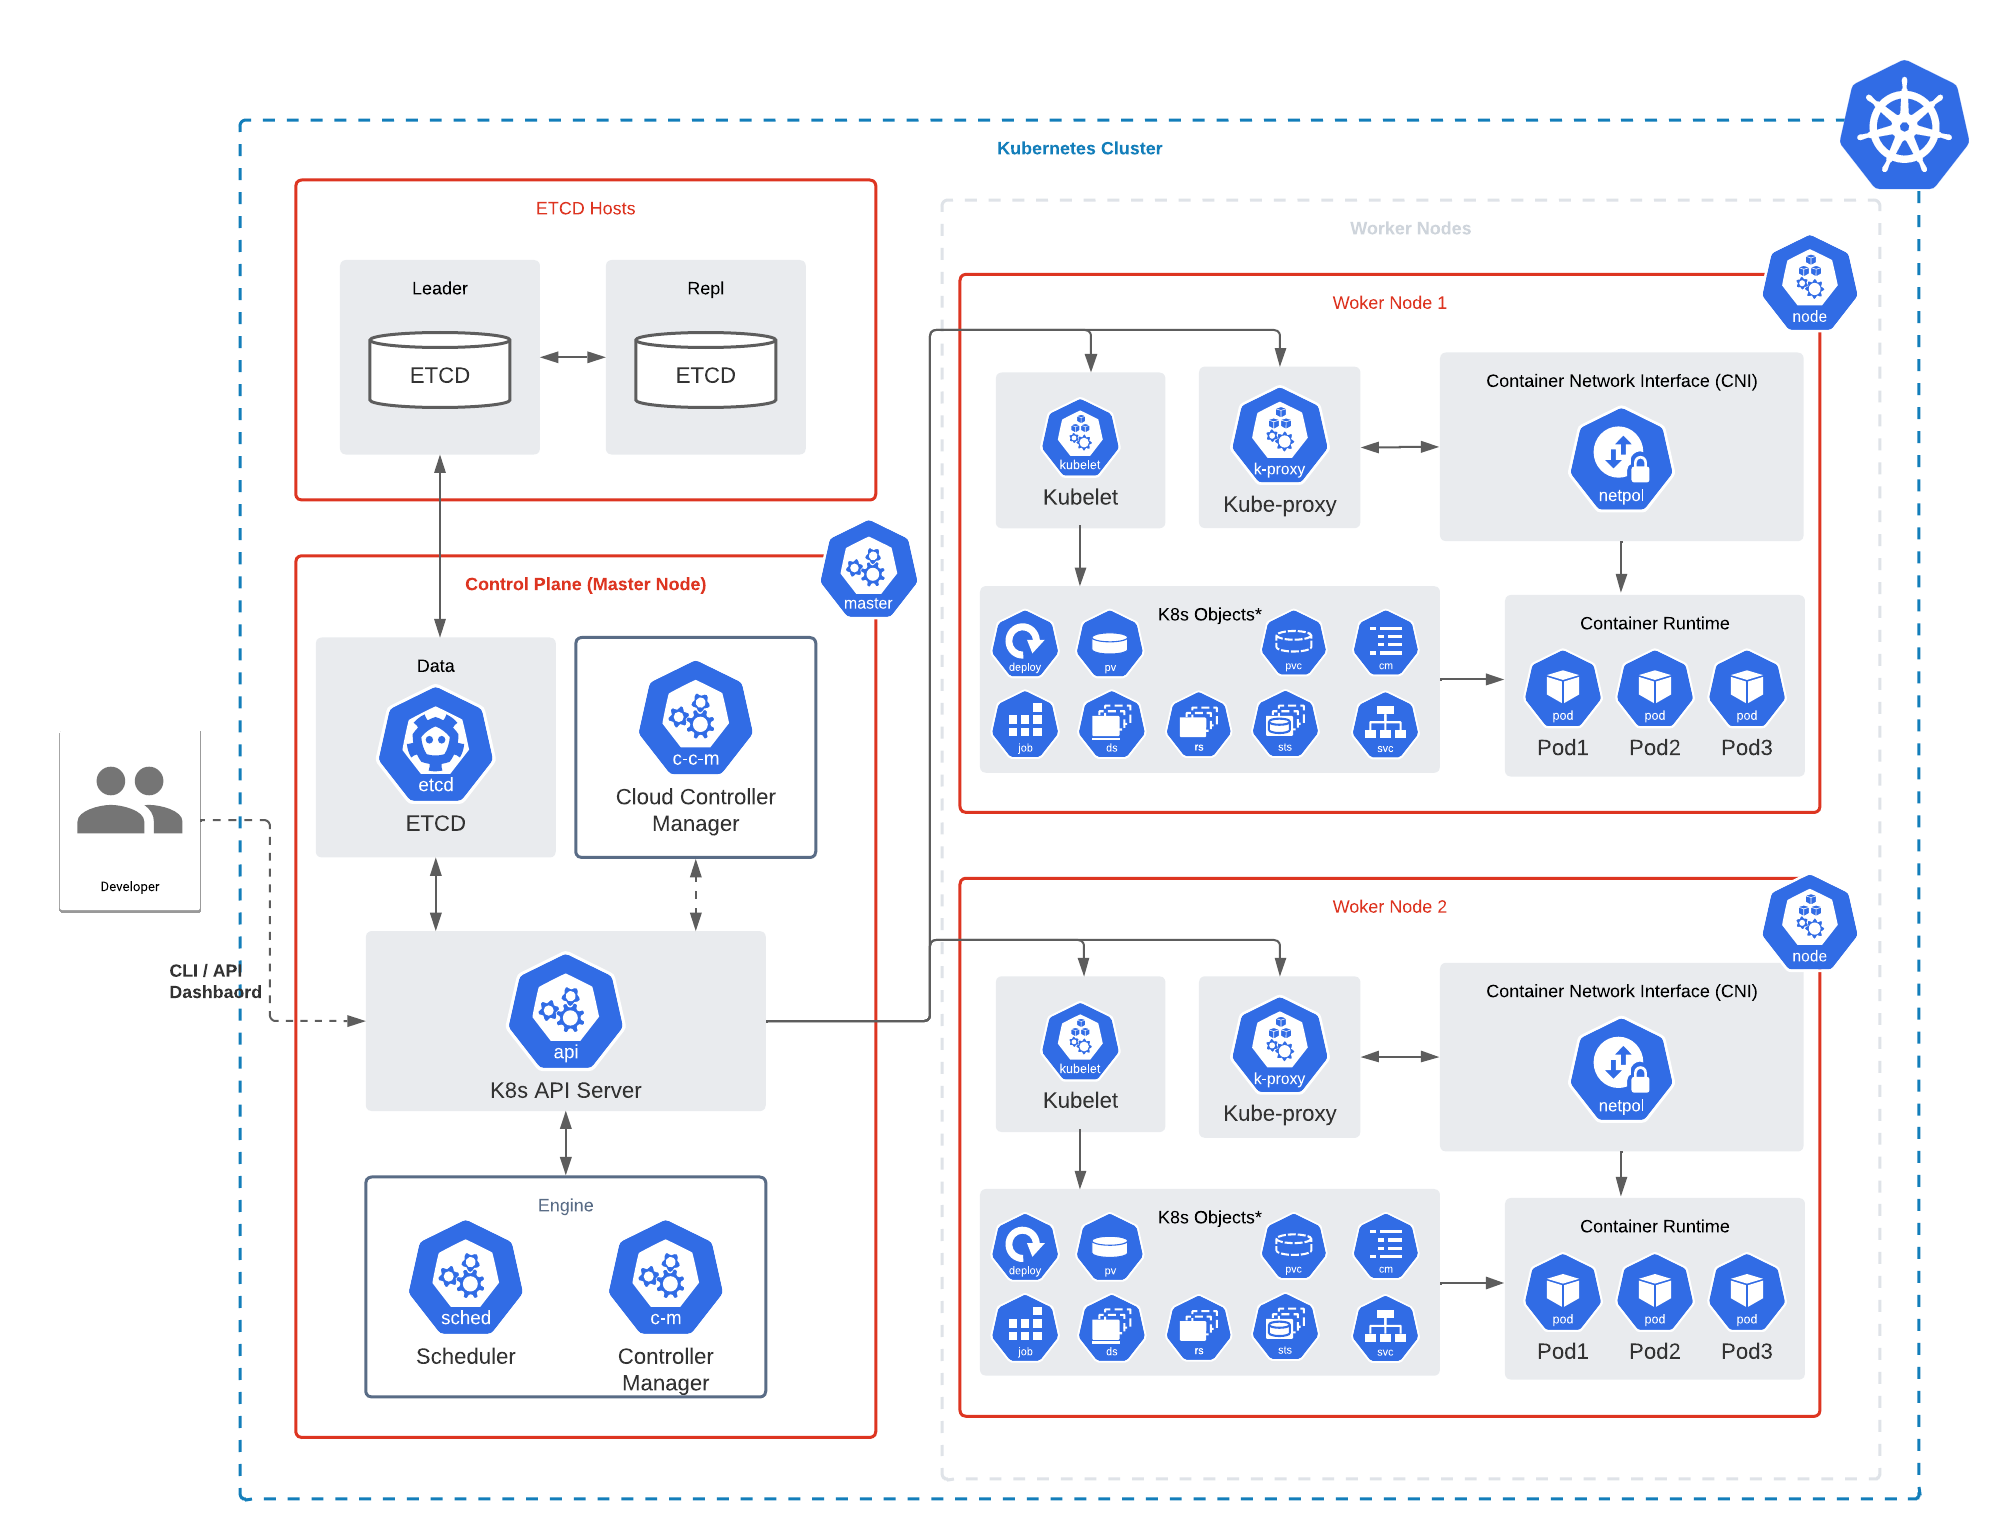 Kubernetes Cluster
ETCD Hosts
Leader
ETCD
Repl
ETCD
Control Plane (Master Node)
master
Data
etcd
ETCD
c-c-m
Cloud Controller
Manager
Developer
CLI / API
Dashbaord
api
K8s API Server
Engine
sched
Scheduler
c-m
Controller
Manager
Worker Nodes
Woker Node 1
node
kubelet
Kubelet
k-proxy
Kube-proxy
Container Network Interface (CNI)
netpol
K8s Objects*
deploy
pv
pvc
cm
job
ds
rs
sts
svc
Container Runtime
pod
pod
pod
Pod1
Pod2
Pod3
Woker Node 2
node
kubelet
Kubelet
k-proxy
Kube-proxy
Container Network Interface (CNI)
netpol
K8s Objects*
deploy
pv
pvc
cm
job
ds
rs
sts
svc
Container Runtime
pod
pod
pod
Pod1
Pod2
Pod3